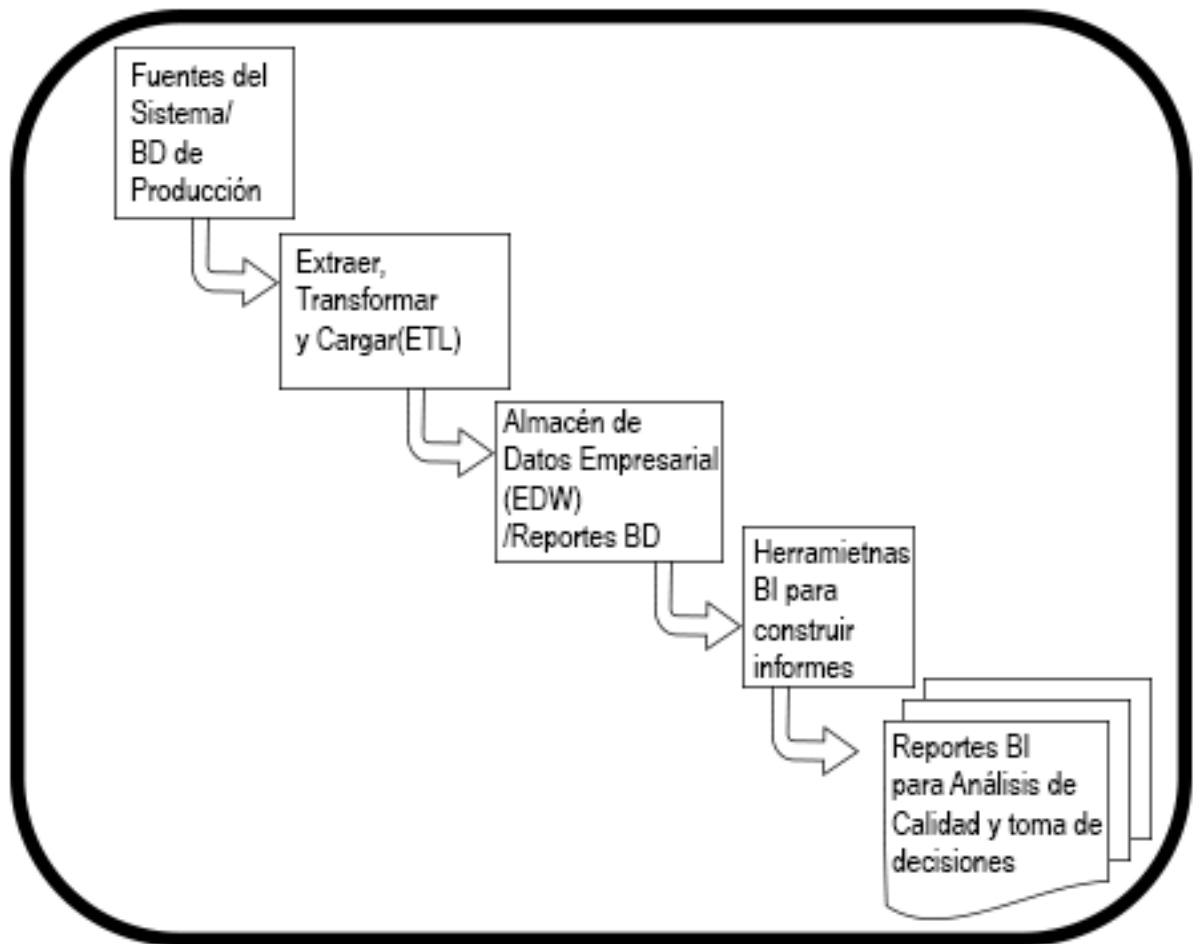 Fuentes del
Sistema/
BD de
Producción
Extraer,
Transformar
y Cargar(ETL)
Almacén de
Datos Empresarial
(EDW)
/Reportes BD
Herramietnas
BI para
construir
informes
Reportes BI
para Análisis de
Calidad y toma de
decisiones